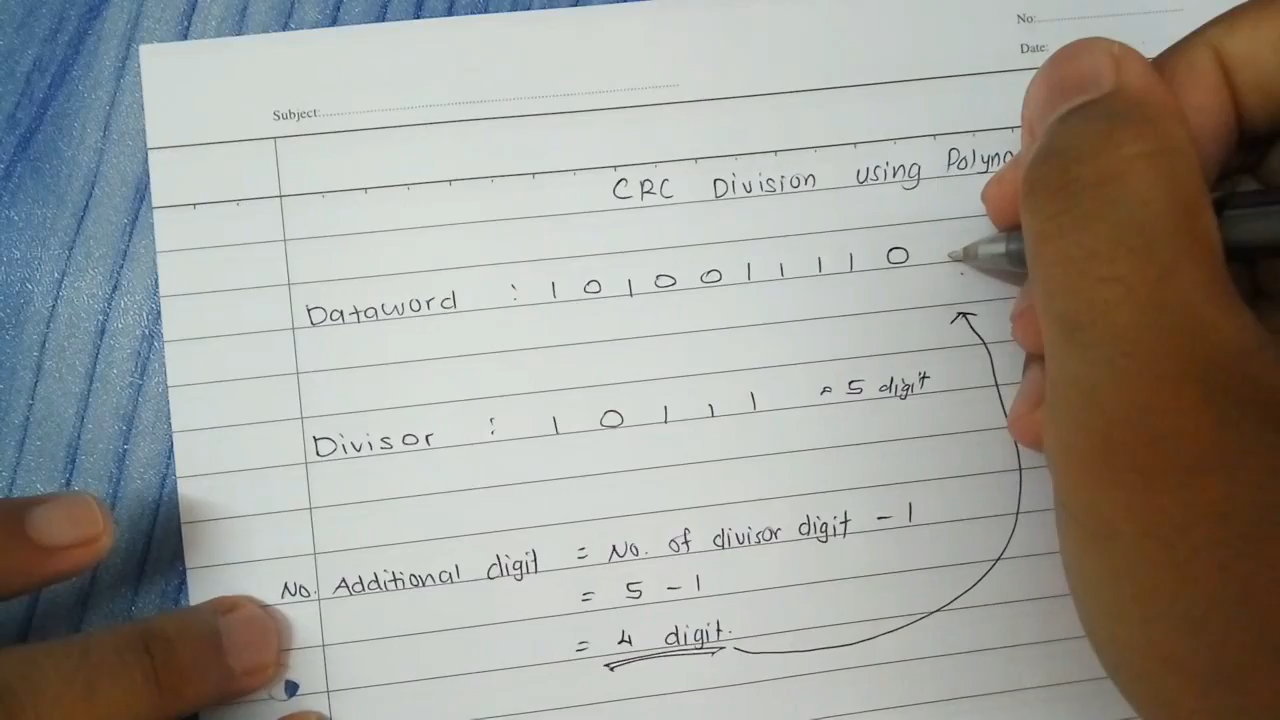 No:
Date:
Subject:
CRC Division using Polyno
Dataword : 1 0 1 0 0 1 1 1 1 0
Divisor : 1 0 1 1 1 = 5 digit
No. Additional digit = No. of divisor digit - 1
= 5 - 1
= 4 digit.